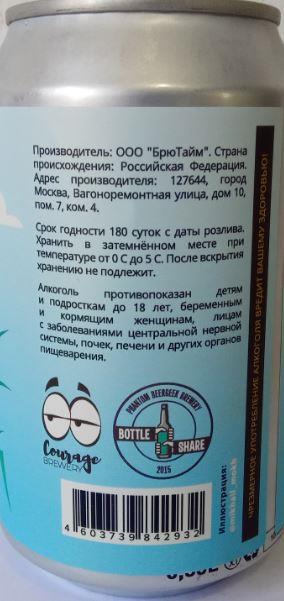 Производитель: ООО "БрюТайм". Страна
происхождения: Российская Федерация.
Адрес производителя: 127644, город
Москва, Вагоноремонтная улица, дом 10,
пом. 7, ком. 4.
Срок годности 180 суток с даты розлива.
Хранить в затемнённом месте при
температуре от 0 С до 5 С. После вскрытия
хранению не подлежит.
Алкоголь противопоказан детям
и подросткам до 18 лет, беременным
и кормящим женщинам, лицам
с заболеваниями центральной нервной
системы, почек, печени и других органов
пищеварения.
Courage
BREWERY
PHANTOM BEERGEEK BREWERY
BOTTLE SHARE
2015
4 603739 842932
Иллюстрация:
@mikhail_mokh
ЧРЕЗМЕРНОЕ УПОТРЕБЛЕНИЕ АЛКОГОЛЯ ВРЕДИТ ВАШЕМУ ЗДОРОВЬЮ!